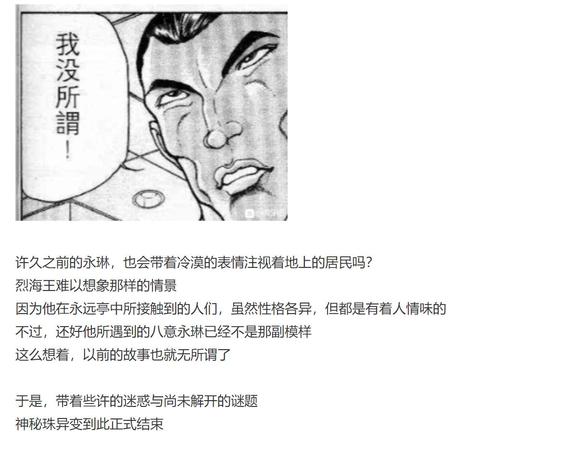 我没所謂！
许久之前的永琳，也会带着冷漠的表情注视着地上的居民吗?
烈海王难以想象那样的情景
因为他在永远亭中所接触到的人们，虽然性格各异，但都是有着人情味的
不过，还好他所遇到的八意永琳已经不是那副模样
这么想着，以前的故事也就无所谓了
于是，带着些许的迷惑与尚未解开的谜题
神秘珠异变到此正式结束